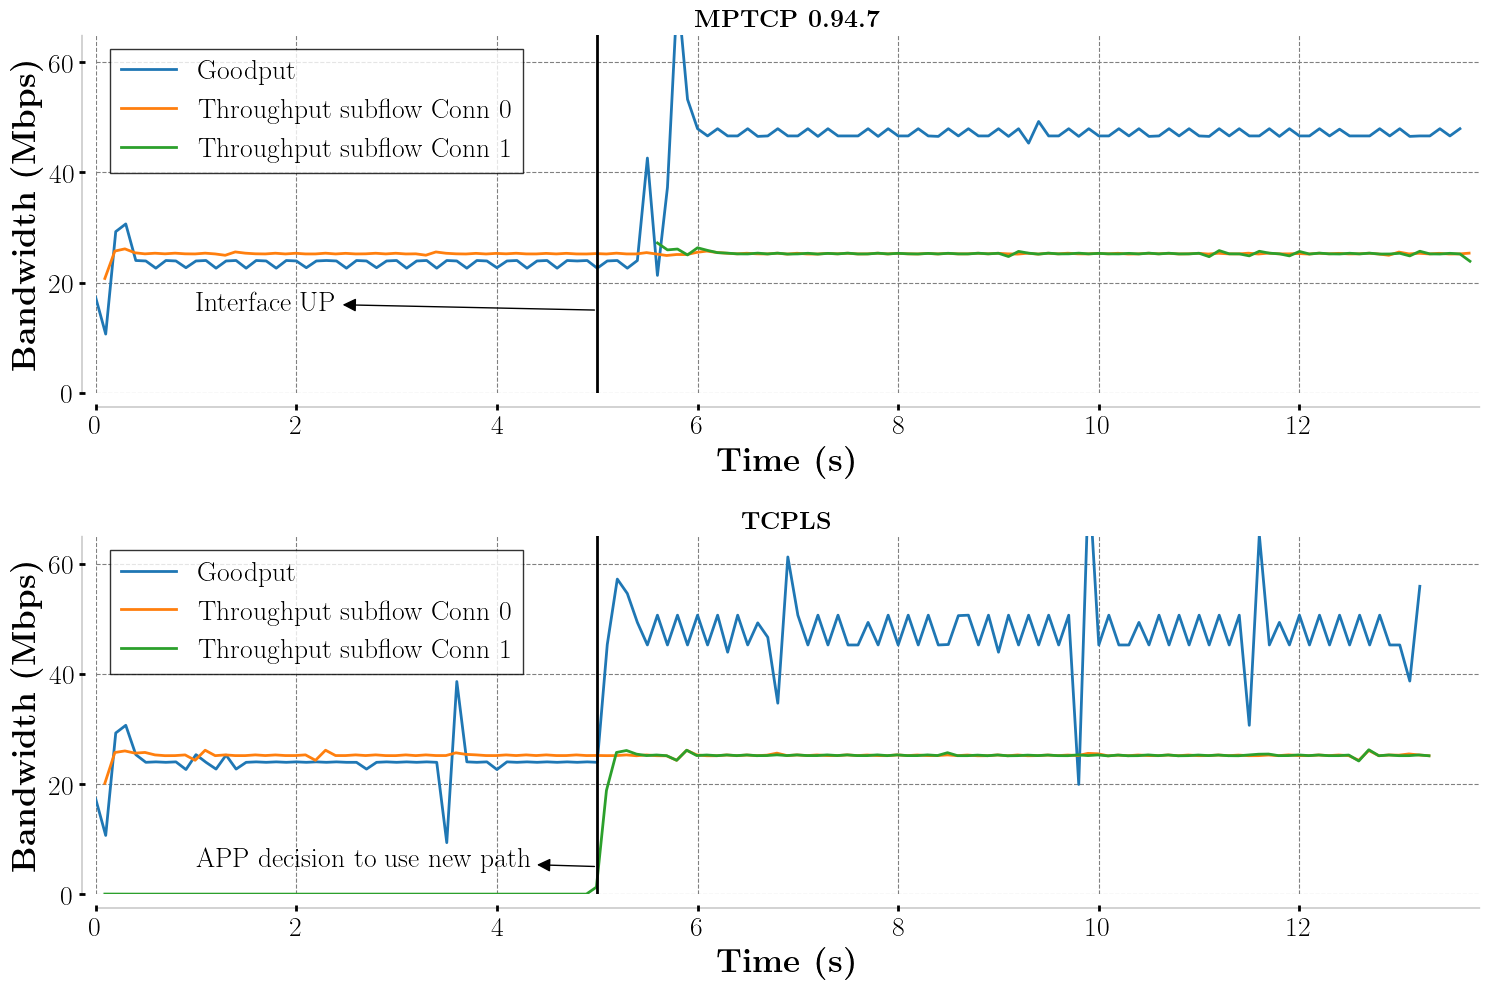 MPTCP 0.94.7
Bandwidth (Mbps)
60
40
20
0
Goodput
Throughput subflow Conn 0
Throughput subflow Conn 1
Interface UP
0 2 4 6 8 10 12
Time (s)
TCPLS
Bandwidth (Mbps)
60
40
20
0
Goodput
Throughput subflow Conn 0
Throughput subflow Conn 1
APP decision to use new path
0 2 4 6 8 10 12
Time (s)